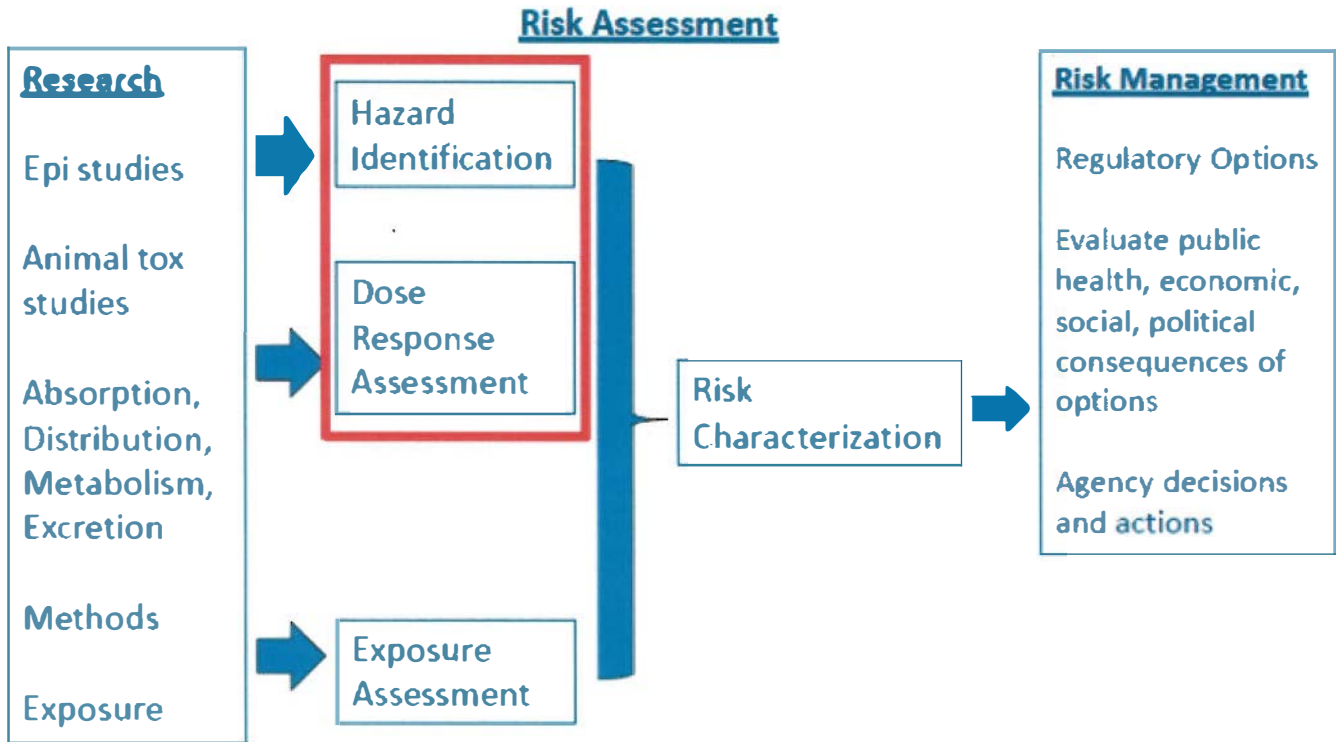 Risk Assessment
Research
Epi studies
Animal tox
studies
Absorption,
Distribution,
Metabolism,
Excretion
Methods
Exposure
Hazard
Identification
Dose
Response
Assessment
Exposure
Assessment
Risk
Characterization
Risk Management
Regulatory Options
Evaluate public
health, economic,
social, political
consequences of
options
Agency decisions
and actions